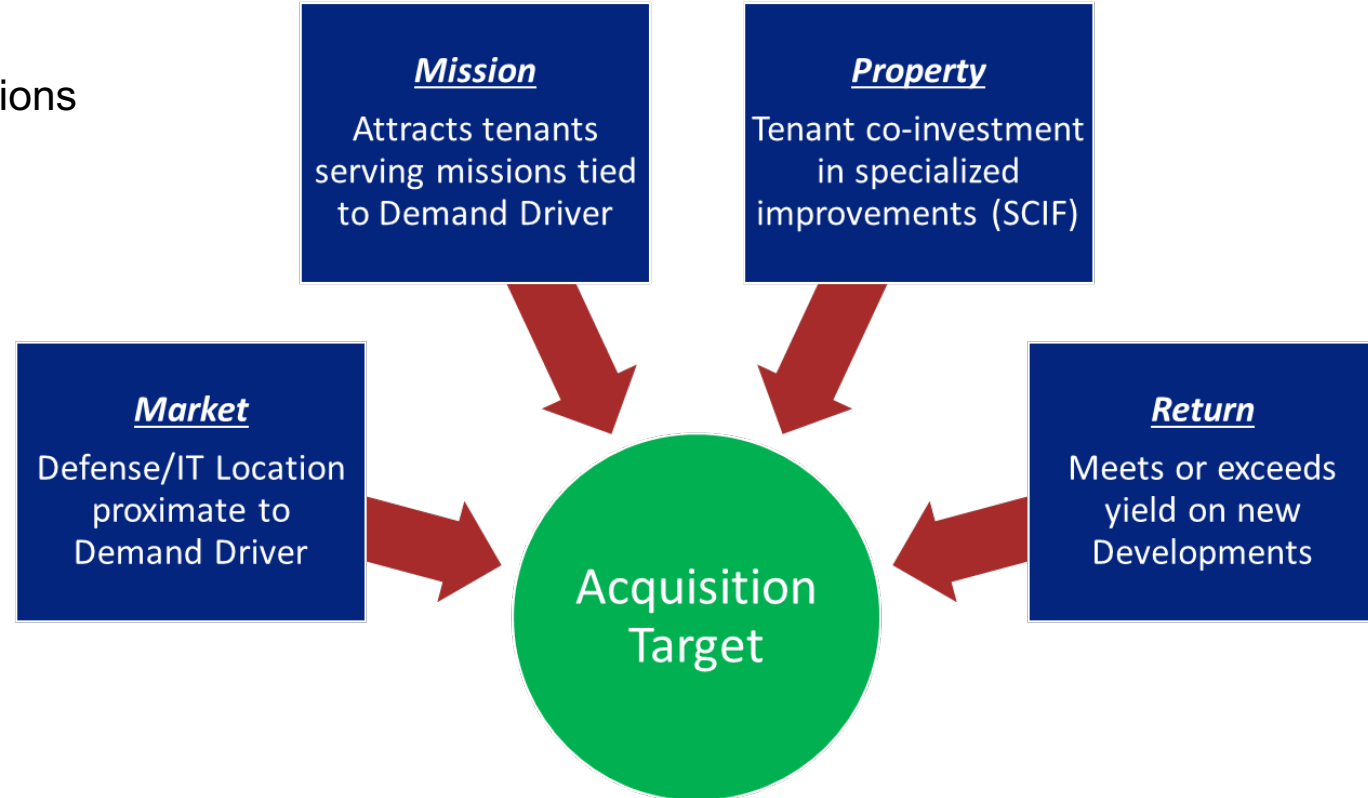 ions
Mission
Attracts tenants
serving missions tied
to Demand Driver
Property
Tenant co-investment
in specialized
improvements (SCIF)
Market
Defense/IT Location
proximate to
Demand Driver
Return
Meets or exceeds
yield on new
Developments
Acquisition
Target